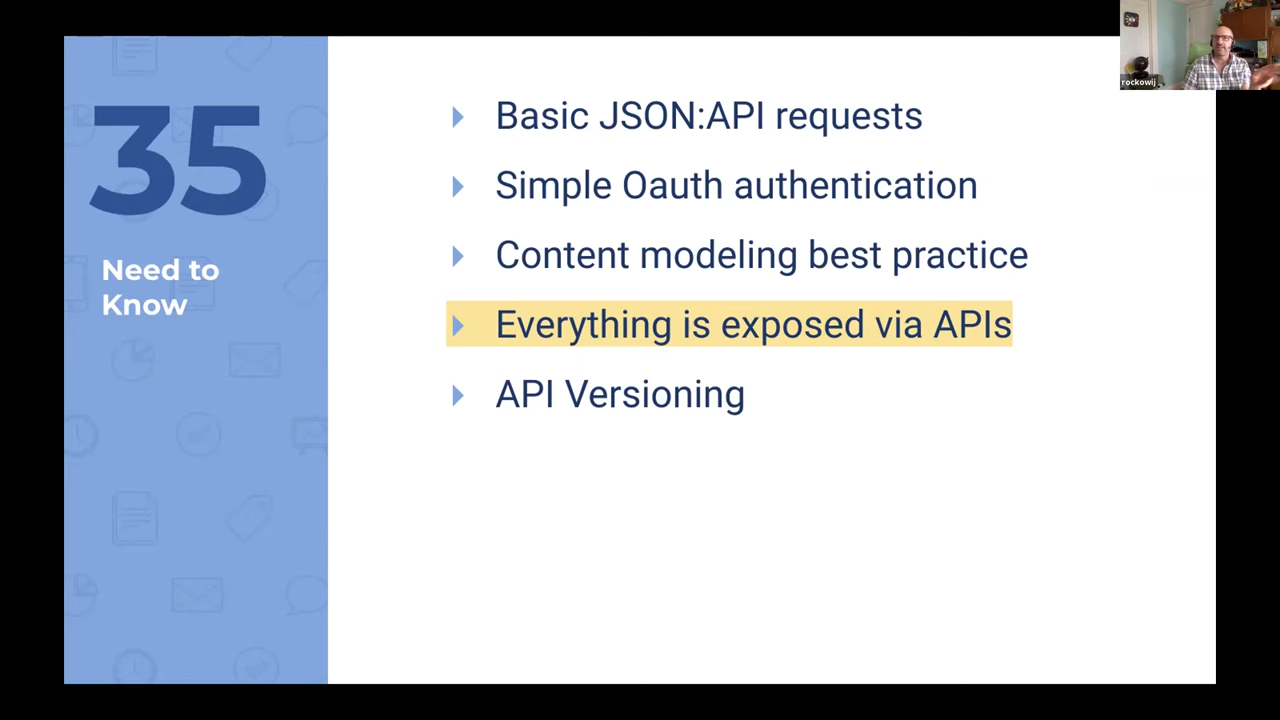 35
Need to
Know
Basic JSON:API requests
Simple Oauth authentication
Content modeling best practice
Everything is exposed via APIs
API Versioning
rockowij